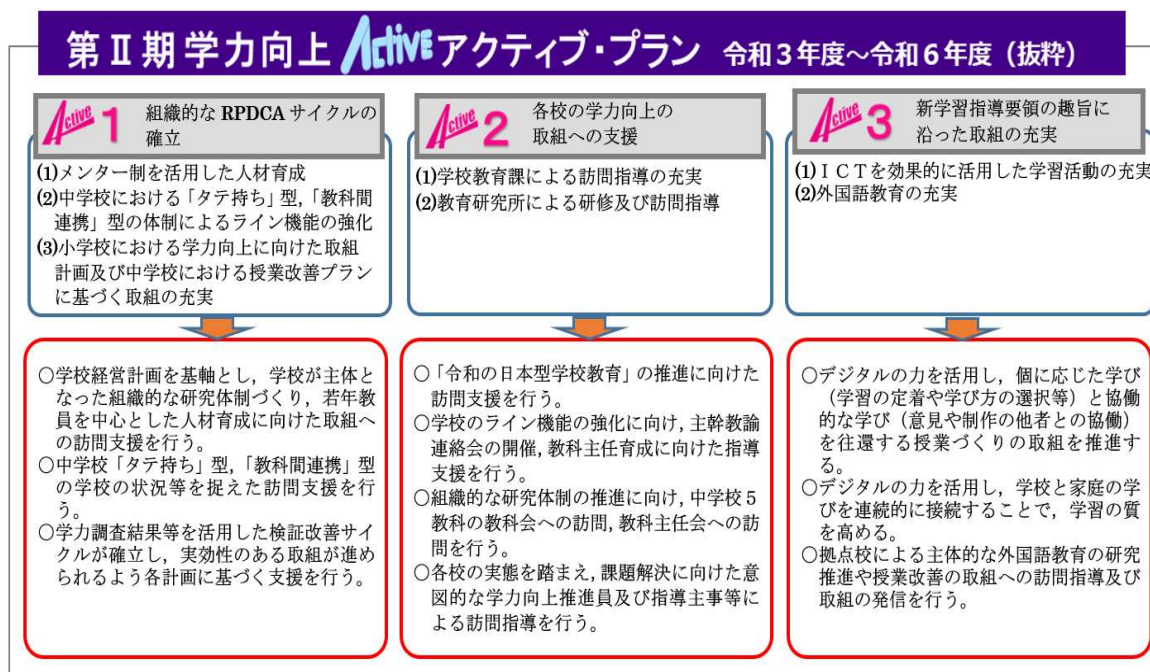 第Ⅱ期学力向上 Active アクティブ・プラン 令和３年度～令和６年度（抜粋）
Active 1 組織的な RPDCA サイクルの
確立
(1)メンター制を活用した人材育成
(2)中学校における「タテ持ち」型，「教科間
連携」型の体制によるライン機能の強化
(3)小学校における学力向上に向けた取組
計画及び中学校における授業改善プラン
に基づく取組の充実
○学校経営計画を基軸とし，学校が主体と
なった組織的な研究体制づくり，若年教
員を中心とした人材育成に向けた取組へ
の訪問支援を行う。
○中学校「タテ持ち」型，「教科間連携」型
の学校の状況等を捉えた訪問支援を行
う。
○学力調査結果等を活用した検証改善サイ
クルが確立し，実効性のある取組が進め
られるよう各計画に基づく支援を行う。
Active 2 各校の学力向上の
取組への支援
(1)学校教育課による訪問指導の充実
(2)教育研究所による研修及び訪問指導
○「令和の日本型学校教育」の推進に向けた
訪問支援を行う。
○学校のライン機能の強化に向け，主幹教諭
連絡会の開催，教科主任育成に向けた指導
支援を行う。
○組織的な研究体制の推進に向け，中学校５
教科の教科会への訪問，教科主任会への訪
問を行う。
○各校の実態を踏まえ，課題解決に向けた意
図的な学力向上推進員及び指導主事等に
よる訪問指導を行う。
Active 3 新学習指導要領の趣旨に
沿った取組の充実
(1)ＩＣＴを効果的に活用した学習活動の充実
(2)外国語教育の充実
○デジタルの力を活用し，個に応じた学び
（学習の定着や学び方の選択等）と協働
的な学び（意見や制作の他者との協働）
を往還する授業づくりの取組を推進す
る。
○デジタルの力を活用し，学校と家庭の学
びを連続的に接続することで，学習の質
を高める。
○拠点校による主体的な外国語教育の研究
推進や授業改善の取組への訪問指導及び
取組の発信を行う。